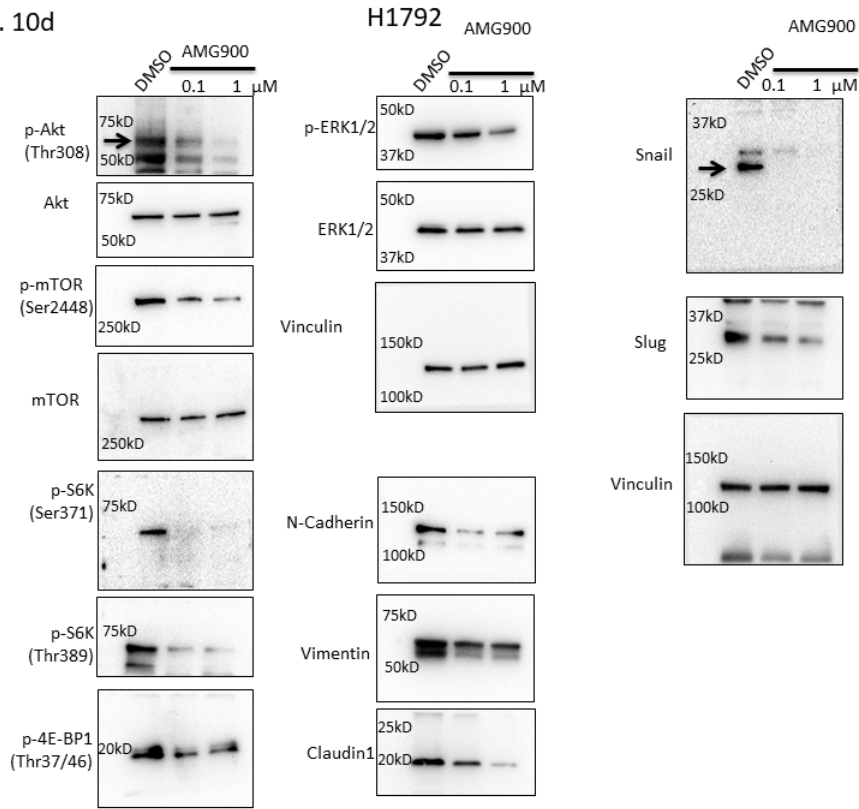 . 10d
H1792
DMSO
AMG900
0.1 1 μM
p-Akt
(Thr308)
75kD
50kD
Akt
75kD
50kD
p-mTOR
(Ser2448)
250kD
mTOR
250kD
p-S6K
(Ser371)
75kD
p-S6K
(Thr389)
75kD
p-4E-BP1
(Thr37/46)
20kD
DMSO
AMG900
0.1 1 μM
p-ERK1/2
50kD
37kD
ERK1/2
50kD
37kD
Vinculin
150kD
100kD
N-Cadherin
150kD
100kD
Vimentin
75kD
50kD
Claudin1
25kD
20kD
DMSO
AMG900
0.1 1 μM
Snail
37kD
25kD
Slug
37kD
25kD
Vinculin
150kD
100kD